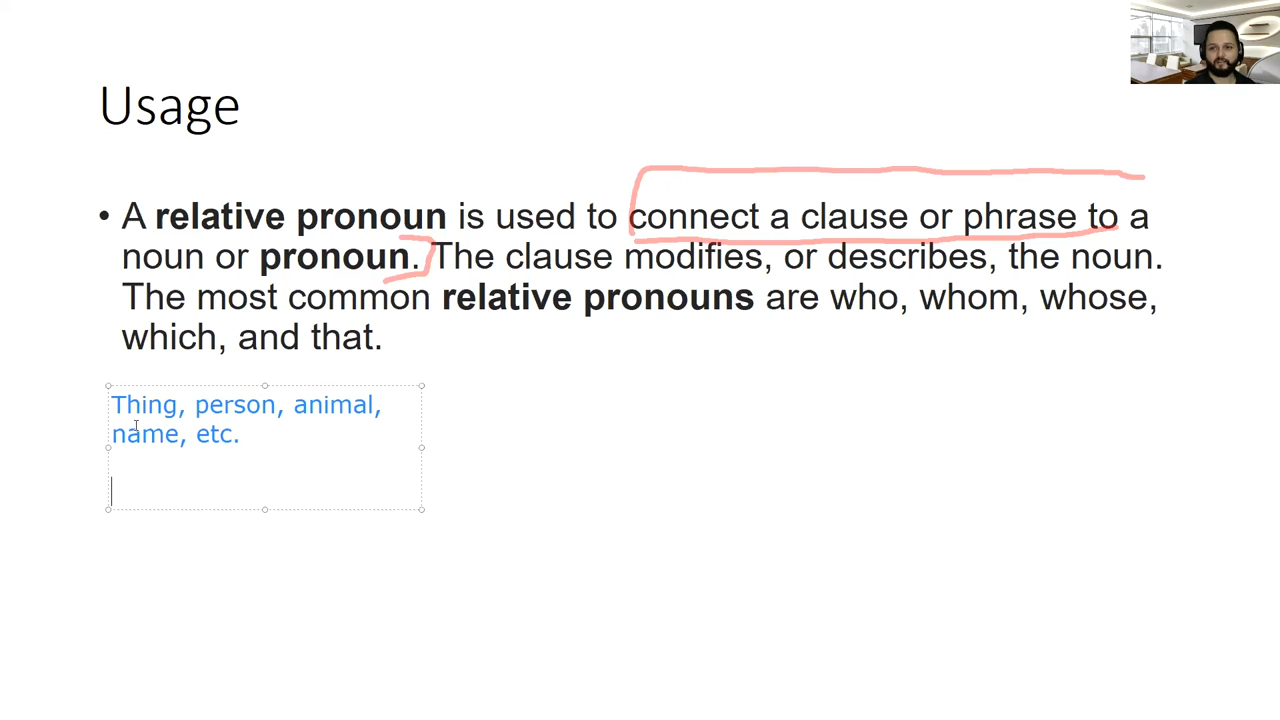 Usage
• A relative pronoun is used to connect a clause or phrase to a
noun or pronoun. The clause modifies, or describes, the noun.
The most common relative pronouns are who, whom, whose,
which, and that.
Thing, person, animal,
name, etc.